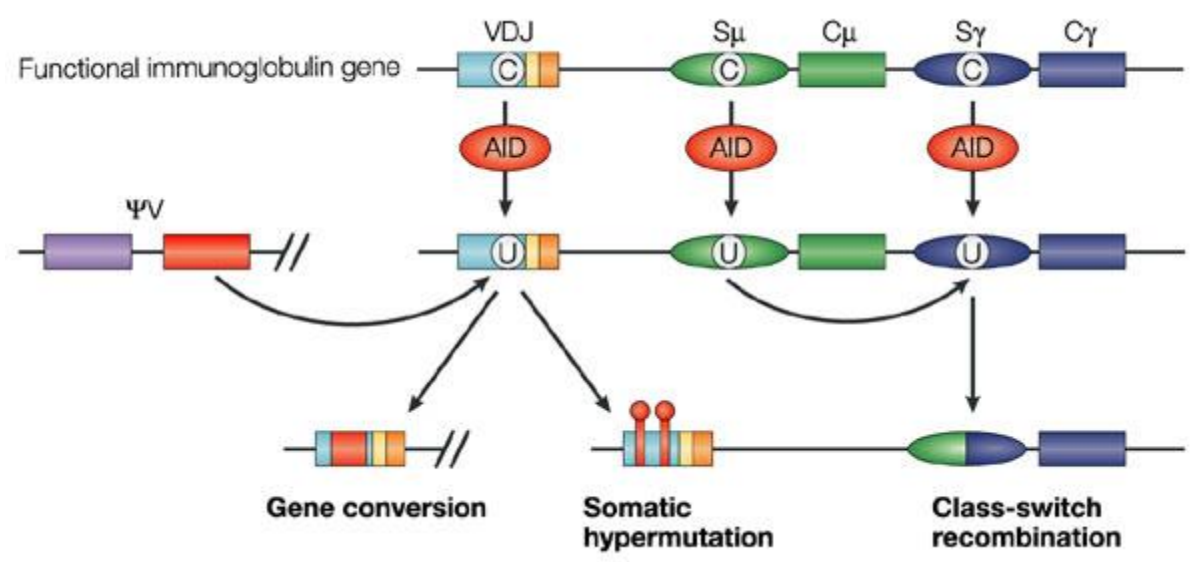 VDJ Sμ Cμ Sγ Cγ
Functional immunoglobulin gene C C C
AID AID AID
ΨV
U U U
Gene conversion Somatic Class-switch
hypermutation recombination